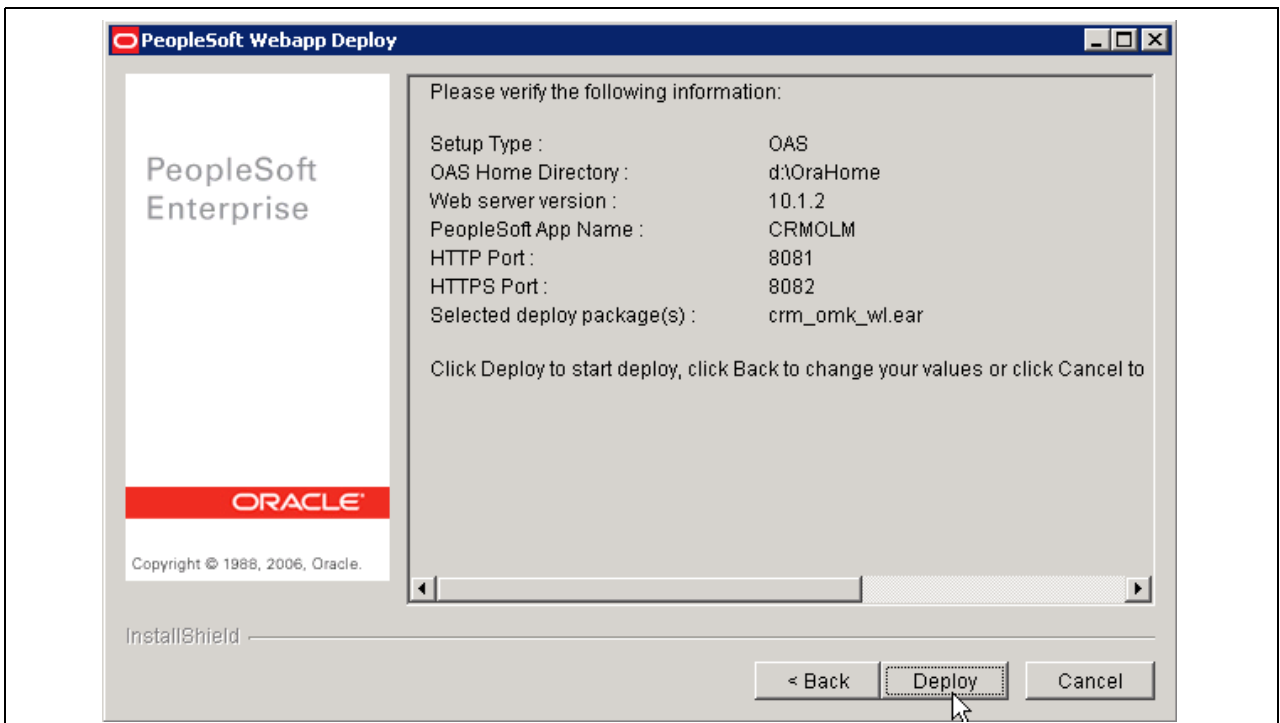 PeopleSoft Webapp Deploy
Please verify the following information:
Setup Type : OAS
OAS Home Directory : d:\OraHome
Web server version : 10.1.2
PeopleSoft App Name : CRMOLM
HTTP Port : 8081
HTTPS Port : 8082
Selected deploy package(s) : crm_omk_wl.ear
Click Deploy to start deploy, click Back to change your values or click Cancel to
PeopleSoft
Enterprise
ORACLE
Copyright © 1988, 2006, Oracle.
InstallShield
< Back Deploy Cancel